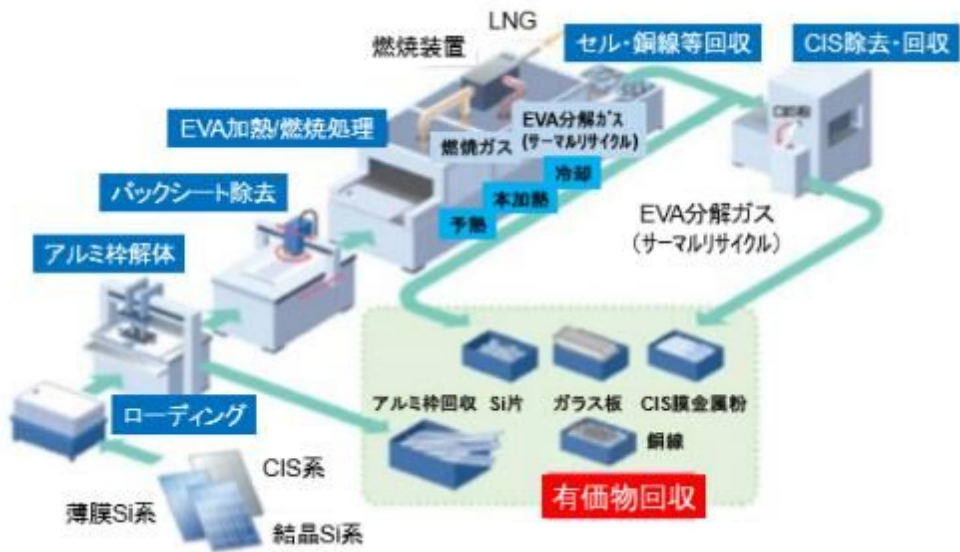 LNG
燃焼装置
セル・銅線等回収
CIS除去・回収
EVA加熱/燃焼処理
燃焼ガス
EVA分解ガス
(サーマルリサイクル)
冷却
本加熱
予熱
バックシート除去
アルミ枠解体
EVA分解ガス
(サーマルリサイクル)
ローディング
アルミ枠回収
Si片
ガラス板
CIS膜金属粉
銅線
有価物回収
CIS系
薄膜Si系
結晶Si系